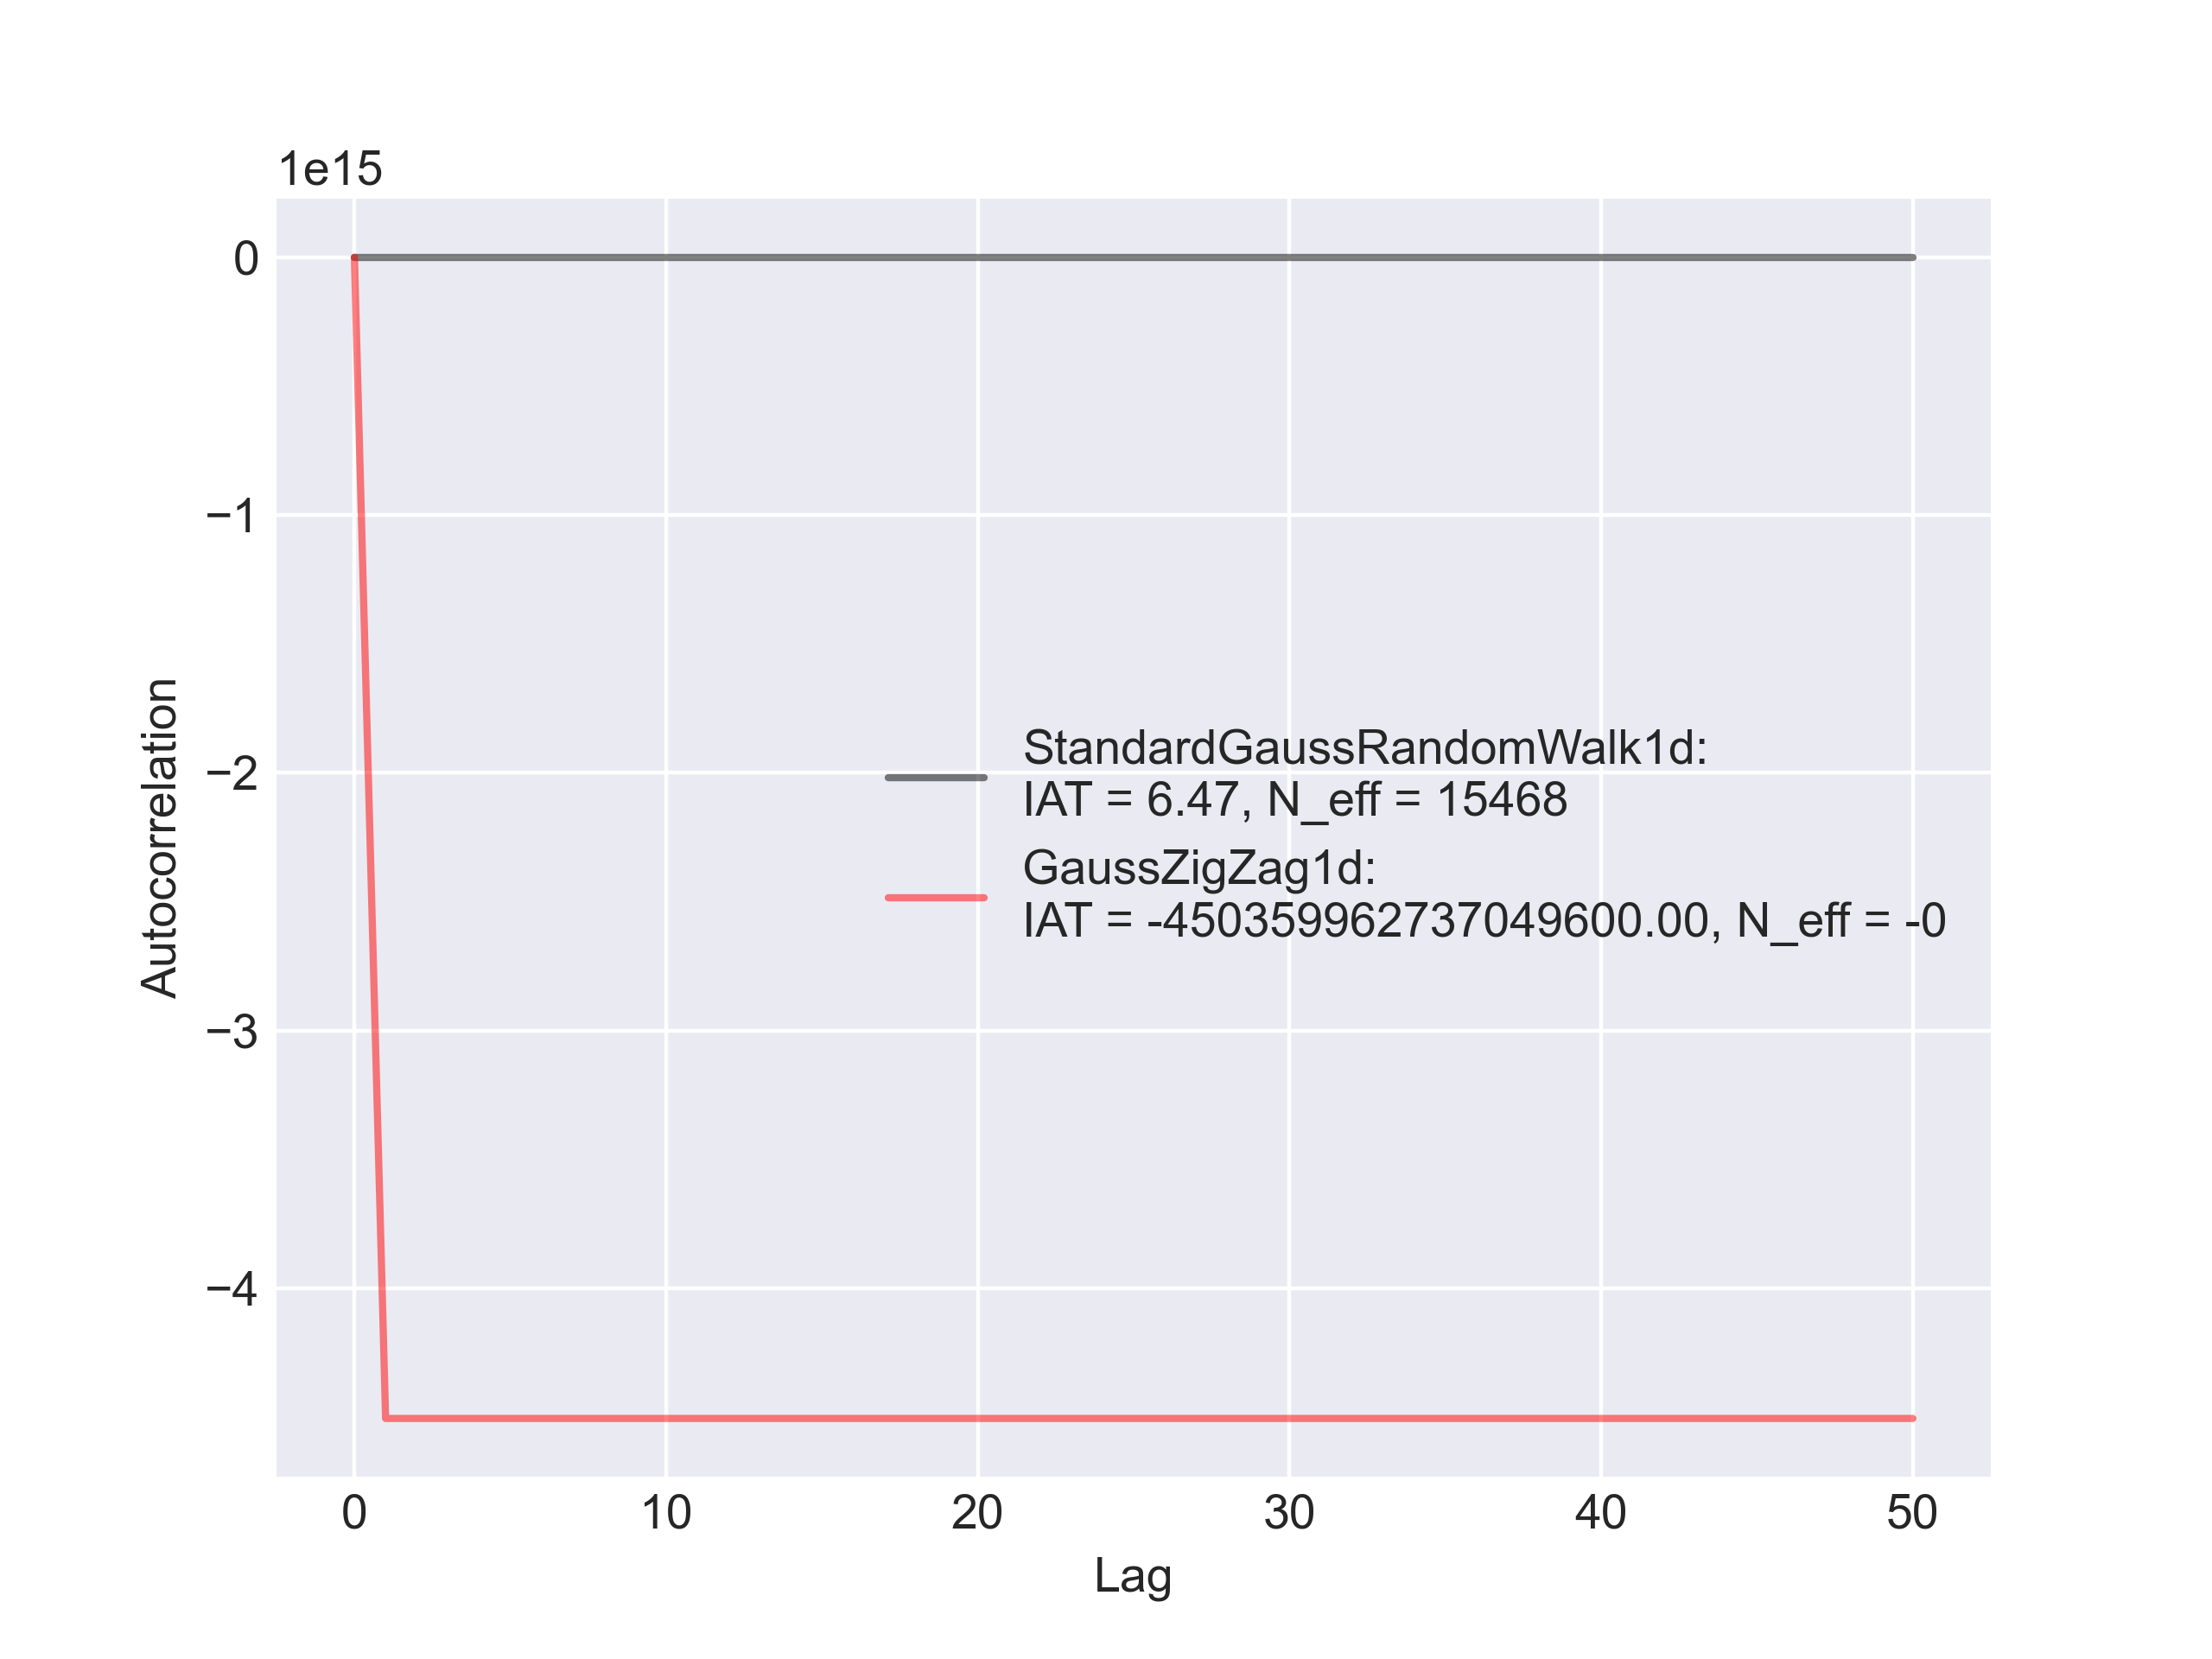 1e15
0
−1
−2
−3
−4
Autocorrelation
StandardGaussRandomWalk1d:
IAT = 6.47, N_eff = 15468
GaussZigZag1d:
IAT = -450359962737049600.00, N_eff = -0
0 10 20 30 40 50
Lag